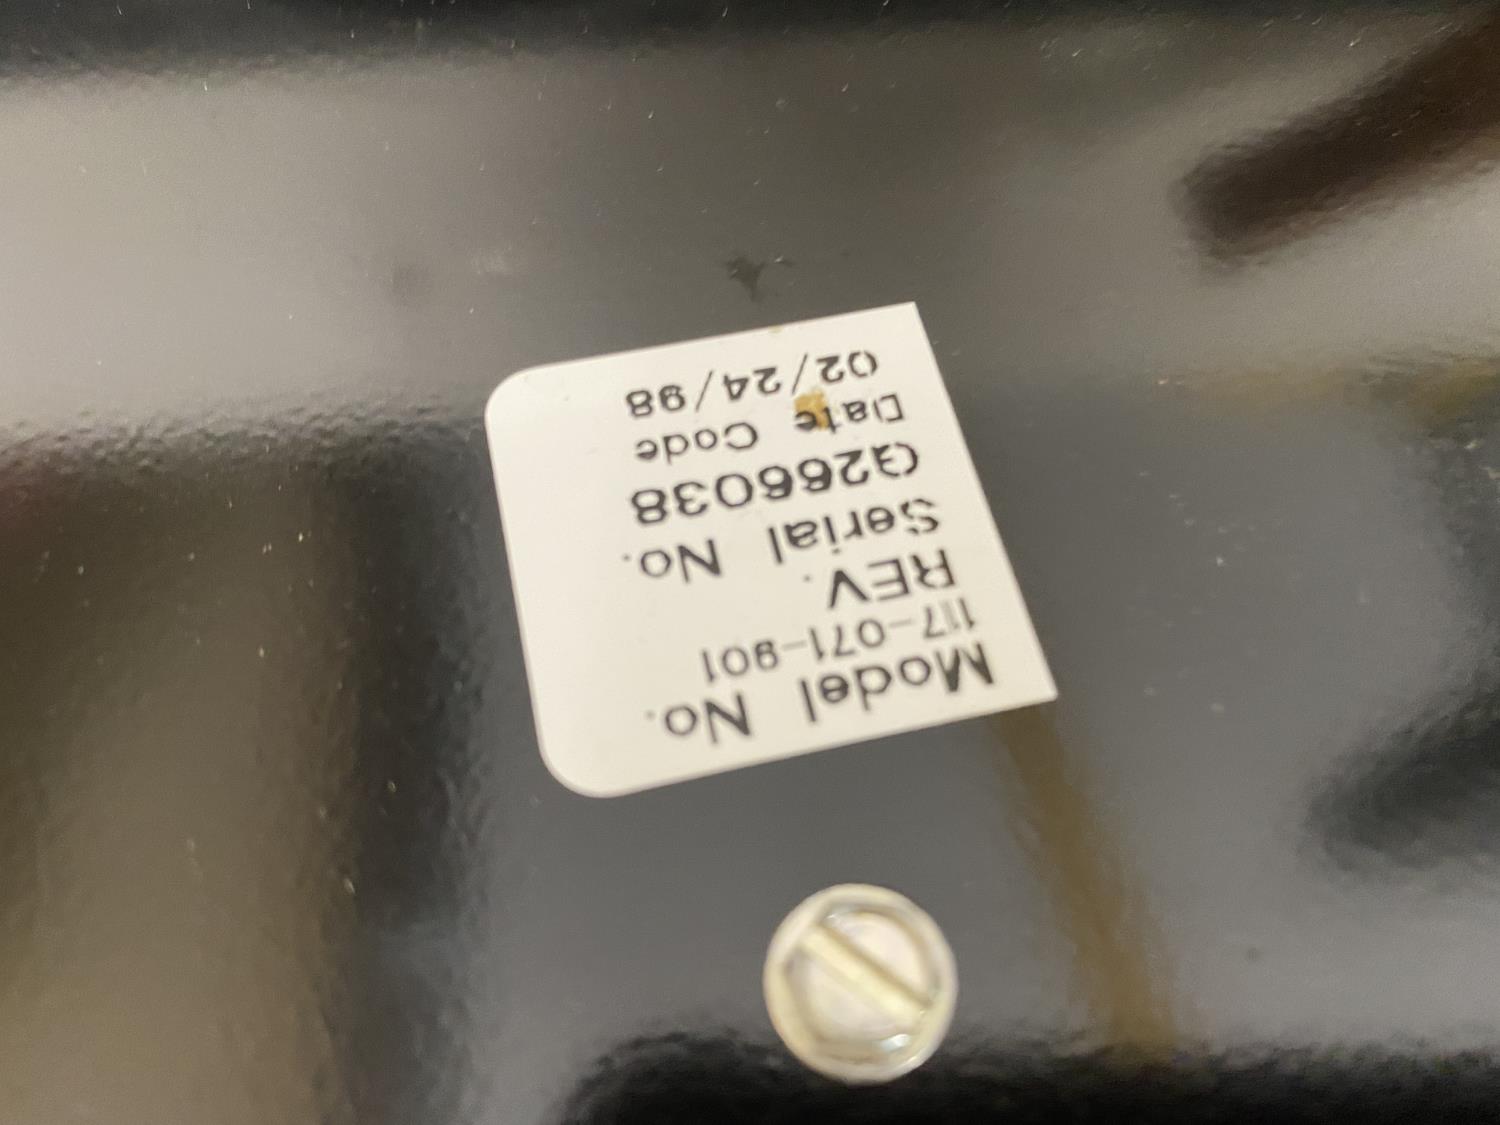 Model No.
117-071-901
REV.
Serial No.
G266038
Date Code
02/24/98